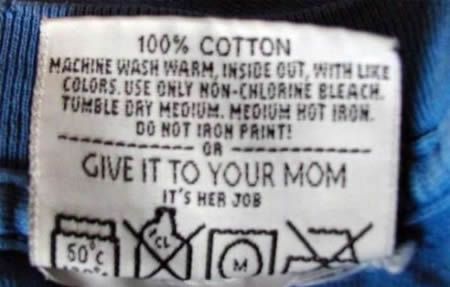 100% COTTON
MACHINE WASH WARM, INSIDE OUT, WITH LIKE
COLORS. USE ONLY NON-CHLORINE BLEACH.
TUMBLE DRY MEDIUM. MEDIUM HOT IRON.
DO NOT IRON PRINT!
OR
GIVE IT TO YOUR MOM
IT'S HER JOB
50°C CL M